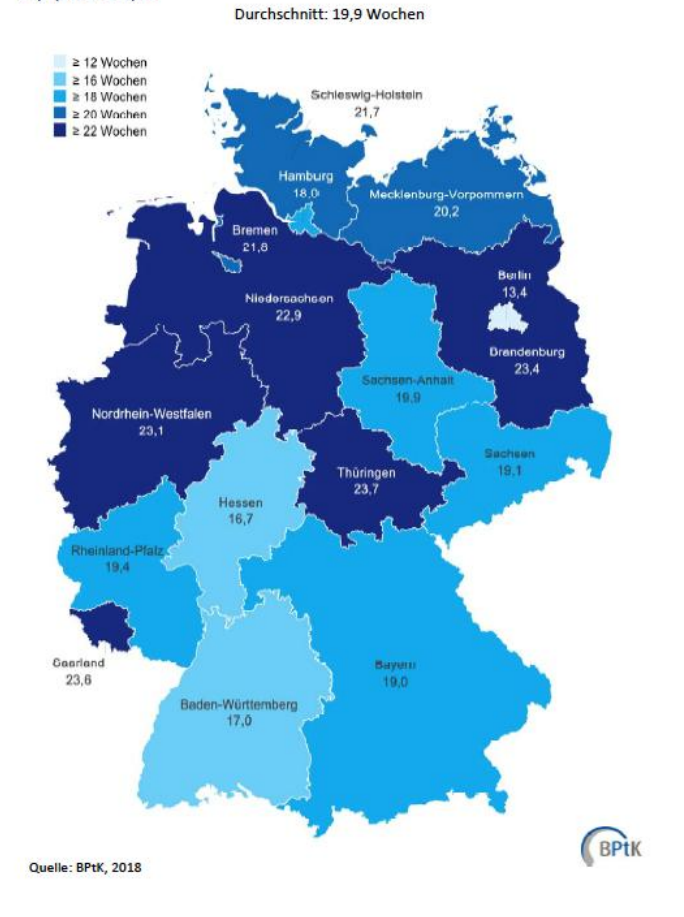 Durchschnitt: 19,9 Wochen
≥ 12 Wochen
≥ 16 Wochen
≥ 18 Wochen
≥ 20 Wochen
≥ 22 Wochen
Schleswig-Holstein
21,7
Hamburg
18,0
Mecklenburg-Vorpommern
20,2
Bremen
21,8
Berlin
13,4
Niedersachsen
22,9
Brandenburg
23,4
Sachsen-Anhalt
19,9
Nordrhein-Westfalen
23,1
Sachsen
19,1
Thüringen
23,7
Hessen
16,7
Rheinland-Pfalz
19,4
Saarland
23,6
Bayern
19,0
Baden-Württemberg
17,0
BPtK
Quelle: BPtK, 2018